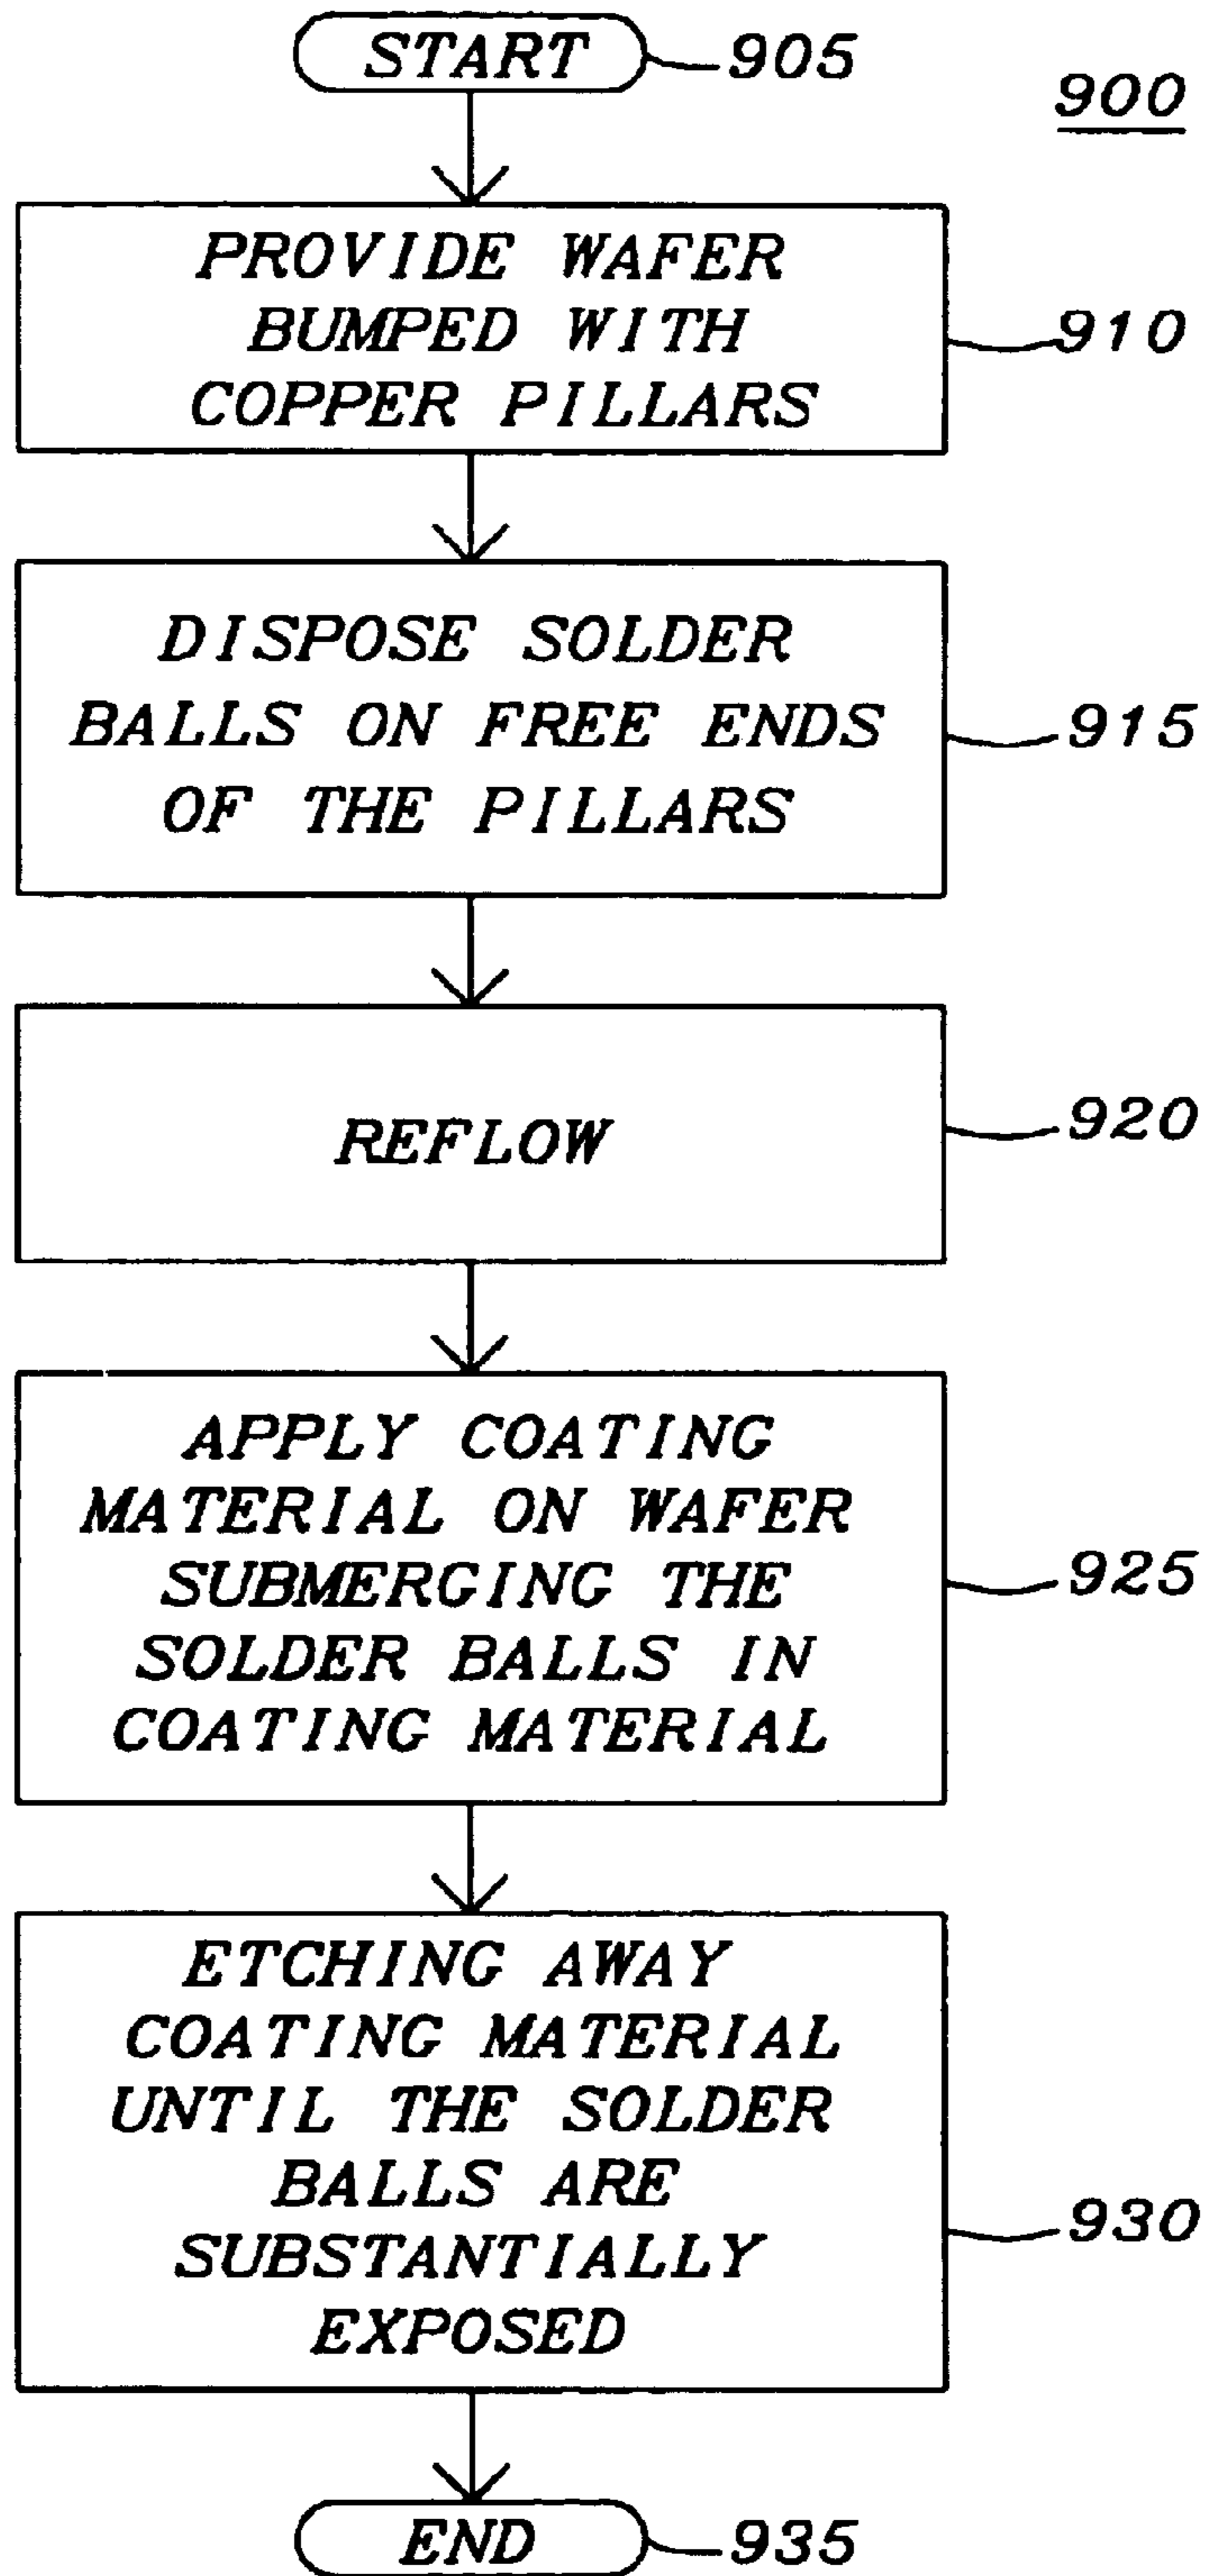 START
905
900
PROVIDE WAFER
BUMPED WITH
COPPER PILLARS
910
DISPOSE SOLDER
BALLS ON FREE ENDS
OF THE PILLARS
915
REFLOW
920
APPLY COATING
MATERIAL ON WAFER
SUBMERGING THE
SOLDER BALLS IN
COATING MATERIAL
925
ETCHING AWAY
COATING MATERIAL
UNTIL THE SOLDER
BALLS ARE
SUBSTANTIALLY
EXPOSED
930
END
935